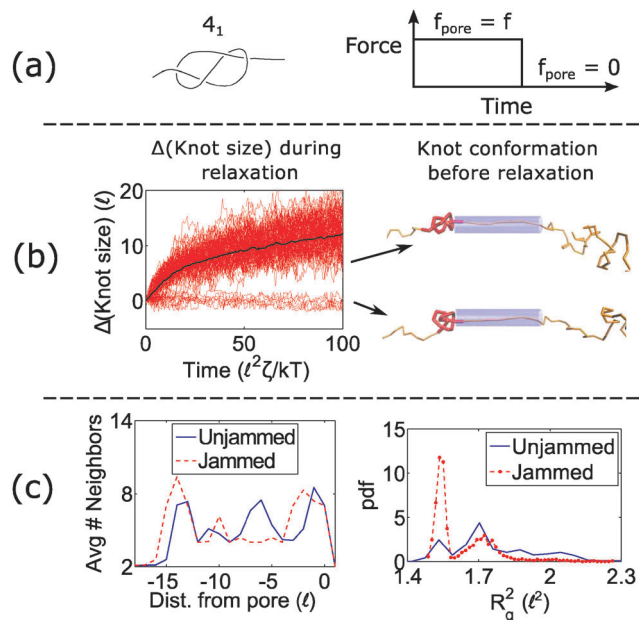 (a)
4₁
Force
f_pore = f
f_pore = 0
Time
(b)
Δ(Knot size) during
relaxation
Knot conformation
before relaxation
Δ(Knot size) (ℓ)
20
10
0
0
50
100
Time (ℓ²ζ/kT)
(c)
Avg # Neighbors
14
8
2
Unjammed
Jammed
-15
-10
-5
0
Dist. from pore (ℓ)
pdf
15
10
5
0
Unjammed
Jammed
1.4
1.7
2
2.3
R_g² (ℓ²)